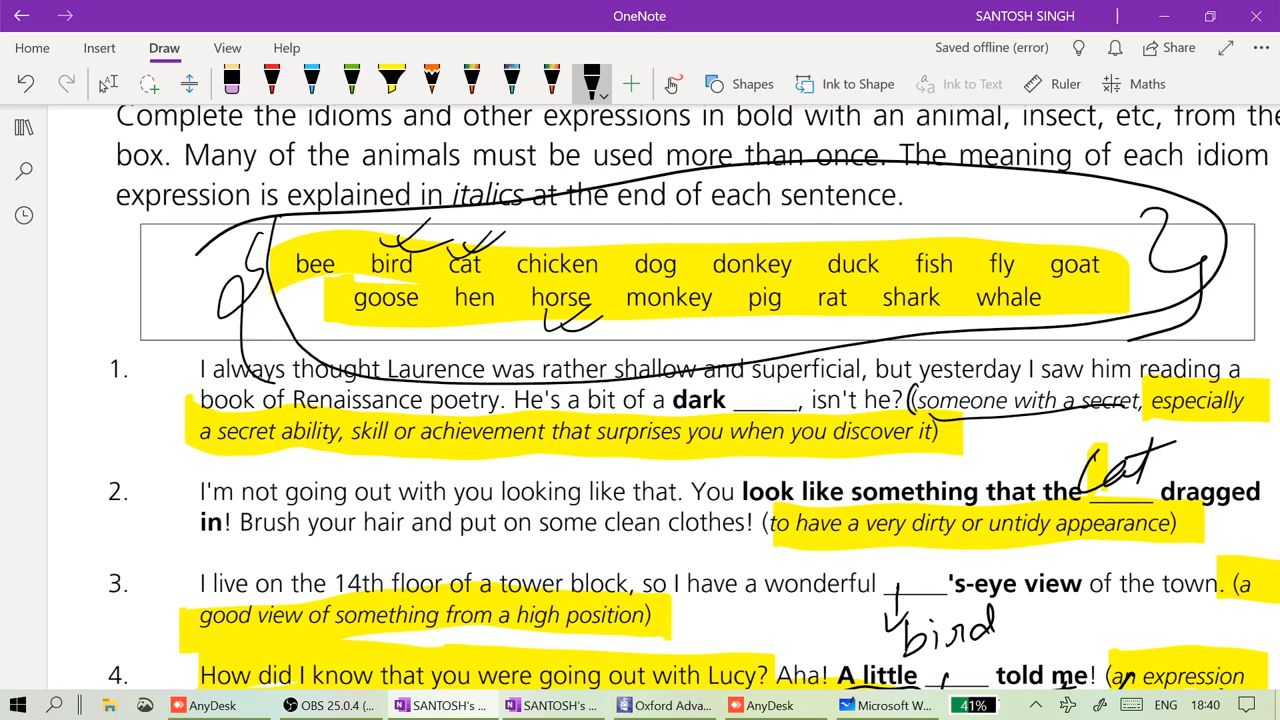 OneNote
SANTOSH SINGH
Home Insert Draw View Help
Saved offline (error)
Share
Shapes
Ink to Shape
Ink to Text
Ruler
Maths
Complete the idioms and other expressions in bold with an animal, insect, etc, from the
box. Many of the animals must be used more than once. The meaning of each idiom
expression is explained in italics at the end of each sentence.
bee bird cat chicken dog donkey duck fish fly goat
goose hen horse monkey pig rat shark whale
1. I always thought Laurence was rather shallow and superficial, but yesterday I saw him reading a
book of Renaissance poetry. He's a bit of a dark _____, isn't he? (someone with a secret, especially
a secret ability, skill or achievement that surprises you when you discover it)
cat
2. I'm not going out with you looking like that. You look like something that the _____ dragged
in! Brush your hair and put on some clean clothes! (to have a very dirty or untidy appearance)
3. I live on the 14th floor of a tower block, so I have a wonderful _____'s-eye view of the town. (a
good view of something from a high position)
bird
4. How did I know that you were going out with Lucy? Aha! A little _____ told me! (an expression
AnyDesk
OBS 25.0.4 (...
SANTOSH's...
SANTOSH's...
Oxford Adva...
AnyDesk
Microsoft W...
41%
ENG
18:40